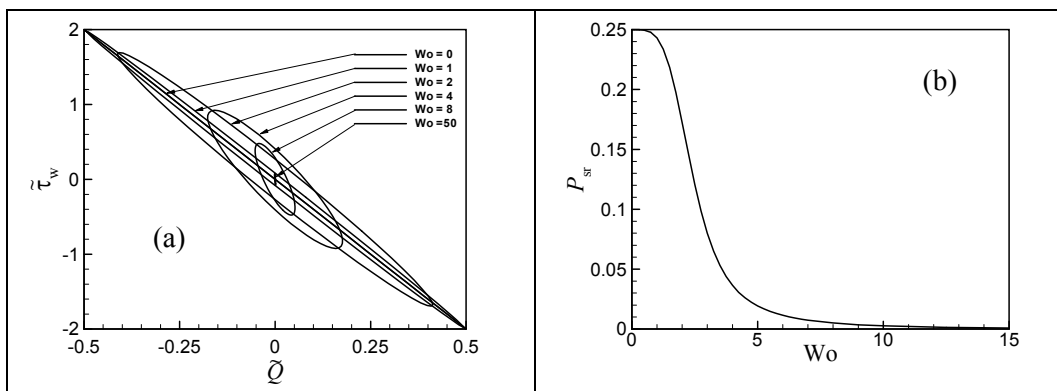 2
1
0
-1
-2
τ̃w
-0.5
-0.25
0
0.25
0.5
Q̃
Wo = 0
Wo = 1
Wo = 2
Wo = 4
Wo = 8
Wo =50
(a)
0.25
0.2
0.15
0.1
0.05
0
Psr
0
5
10
15
Wo
(b)